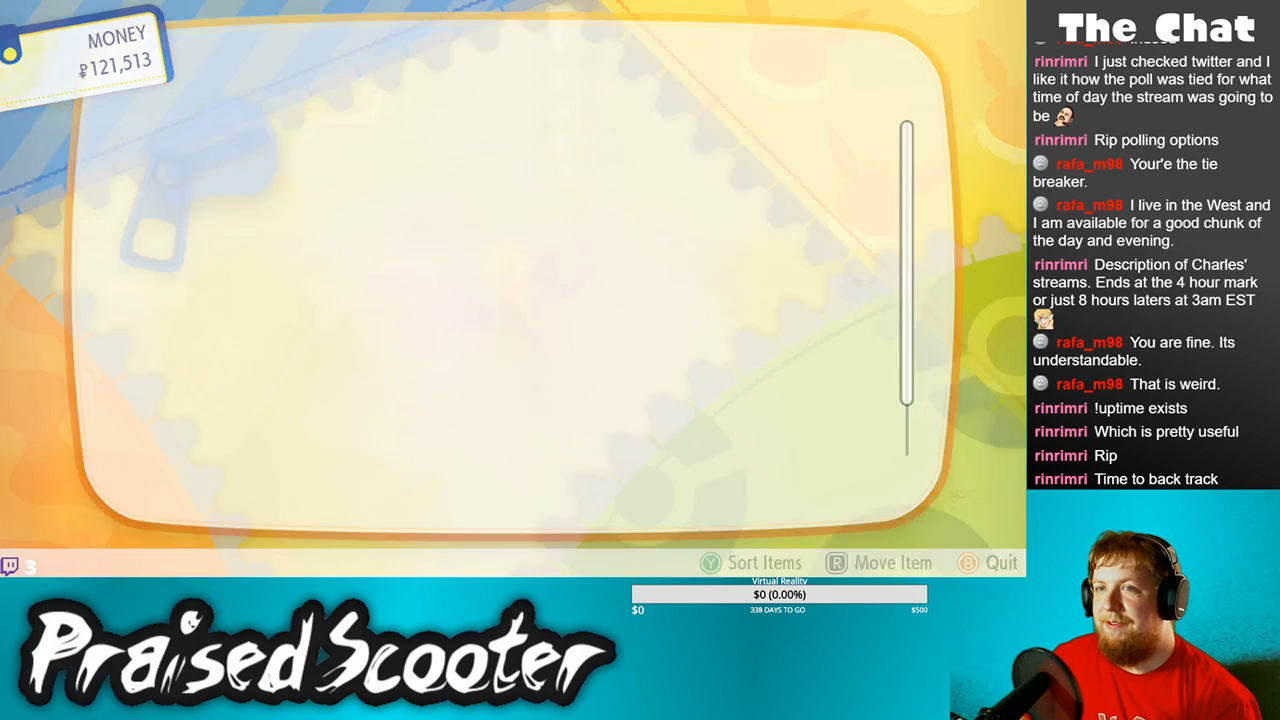 MONEY
₽121,513
Sort Items
Move Item
Quit
3
Virtual Reality
$0 (0.00%)
$0
338 DAYS TO GO
$500
Praised Scooter
The Chat
rinrimri I just checked twitter and I
like it how the poll was tied for what
time of day the stream was going to
be
rinrimri Rip polling options
rafa_m98 Your'e the tie
breaker.
rafa_m98 I live in the West and
I am available for a good chunk of
the day and evening.
rinrimri Description of Charles'
streams. Ends at the 4 hour mark
or just 8 hours laters at 3am EST
rafa_m98 You are fine. Its
understandable.
rafa_m98 That is weird.
rinrimri !uptime exists
rinrimri Which is pretty useful
rinrimri Rip
rinrimri Time to back track